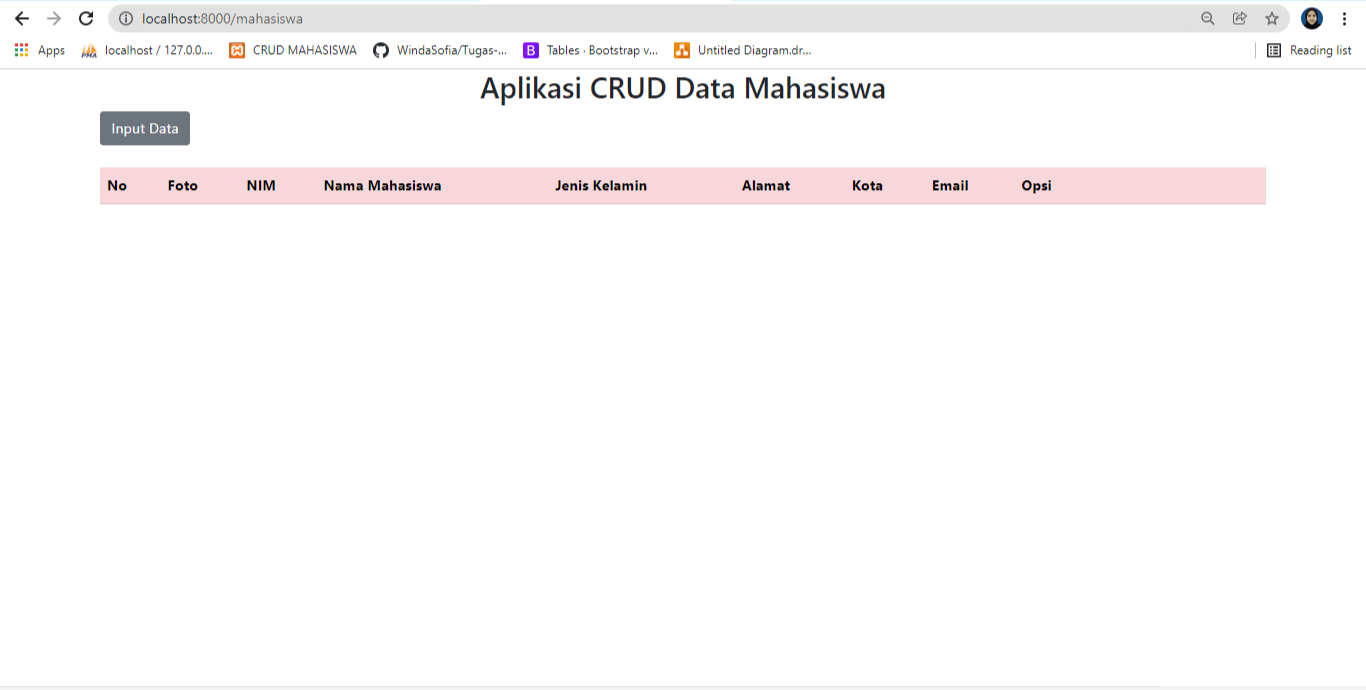 localhost:8000/mahasiswa
Apps localhost / 127.0.0.... CRUD MAHASISWA WindaSofia/Tugas-... B Tables · Bootstrap v... Untitled Diagram.dr... Reading list
Aplikasi CRUD Data Mahasiswa
Input Data
No Foto NIM Nama Mahasiswa Jenis Kelamin Alamat Kota Email Opsi